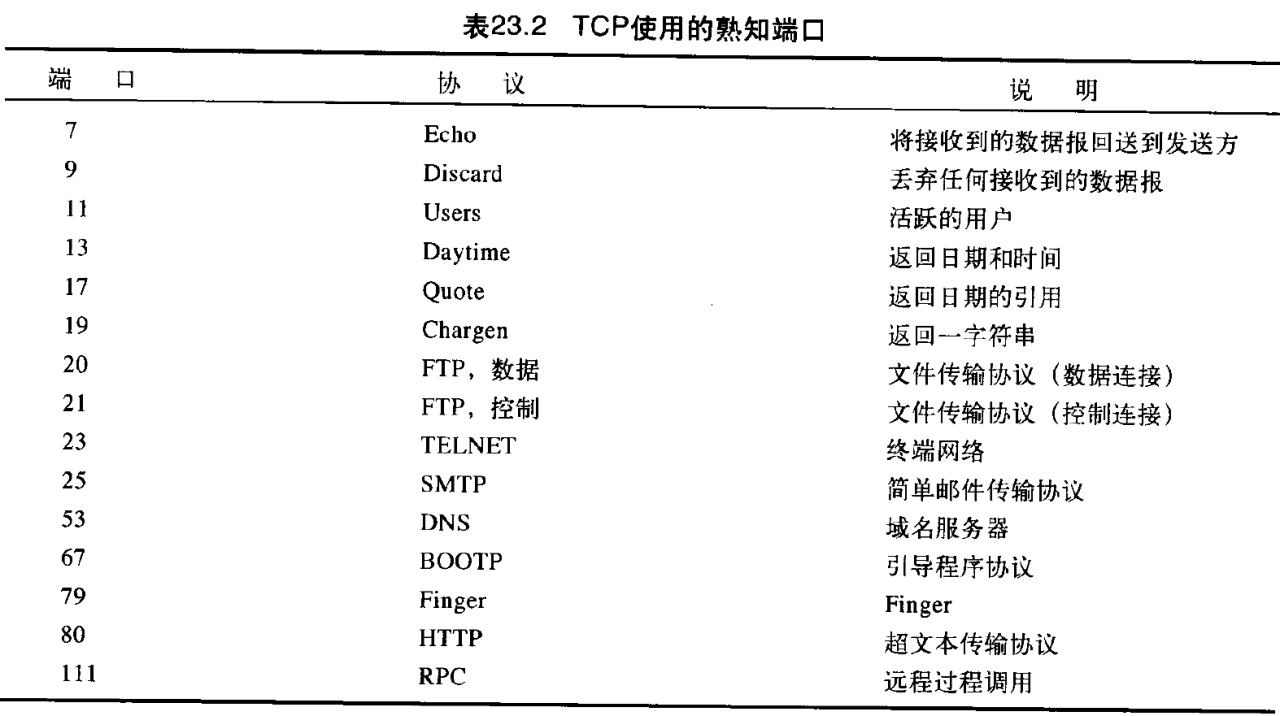 表23.2 TCP使用的熟知端口
端 口 协 议 说 明
7 Echo 将接收到的数据报回送到发送方
9 Discard 丢弃任何接收到的数据报
11 Users 活跃的用户
13 Daytime 返回日期和时间
17 Quote 返回日期的引用
19 Chargen 返回一字符串
20 FTP，数据 文件传输协议（数据连接）
21 FTP，控制 文件传输协议（控制连接）
23 TELNET 终端网络
25 SMTP 简单邮件传输协议
53 DNS 域名服务器
67 BOOTP 引导程序协议
79 Finger Finger
80 HTTP 超文本传输协议
111 RPC 远程过程调用